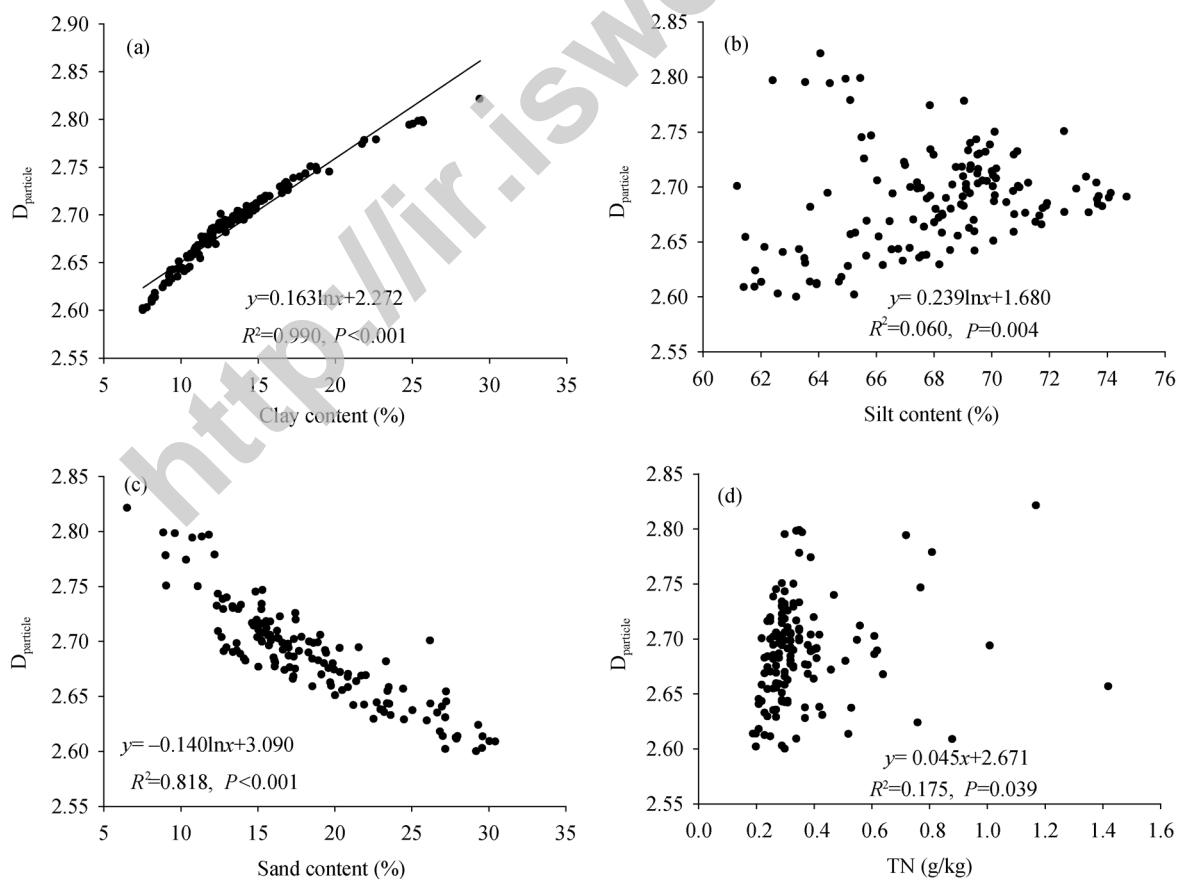 (a)
2.90
2.85
2.80
2.75
2.70
2.65
2.60
2.55
Dparticle
y=0.163lnx+2.272
R²=0.990, P<0.001
5 10 15 20 25 30 35
Clay content (%)
(b)
2.85
2.80
2.75
2.70
2.65
2.60
2.55
Dparticle
y= 0.239lnx+1.680
R²=0.060, P=0.004
60 62 64 66 68 70 72 74 76
Silt content (%)
(c)
2.85
2.80
2.75
2.70
2.65
2.60
2.55
Dparticle
y= –0.140lnx+3.090
R²=0.818, P<0.001
5 10 15 20 25 30 35
Sand content (%)
(d)
2.85
2.80
2.75
2.70
2.65
2.60
2.55
Dparticle
y= 0.045x+2.671
R²=0.175, P=0.039
0.0 0.2 0.4 0.6 0.8 1.0 1.2 1.4 1.6
TN (g/kg)
http://ir.isw